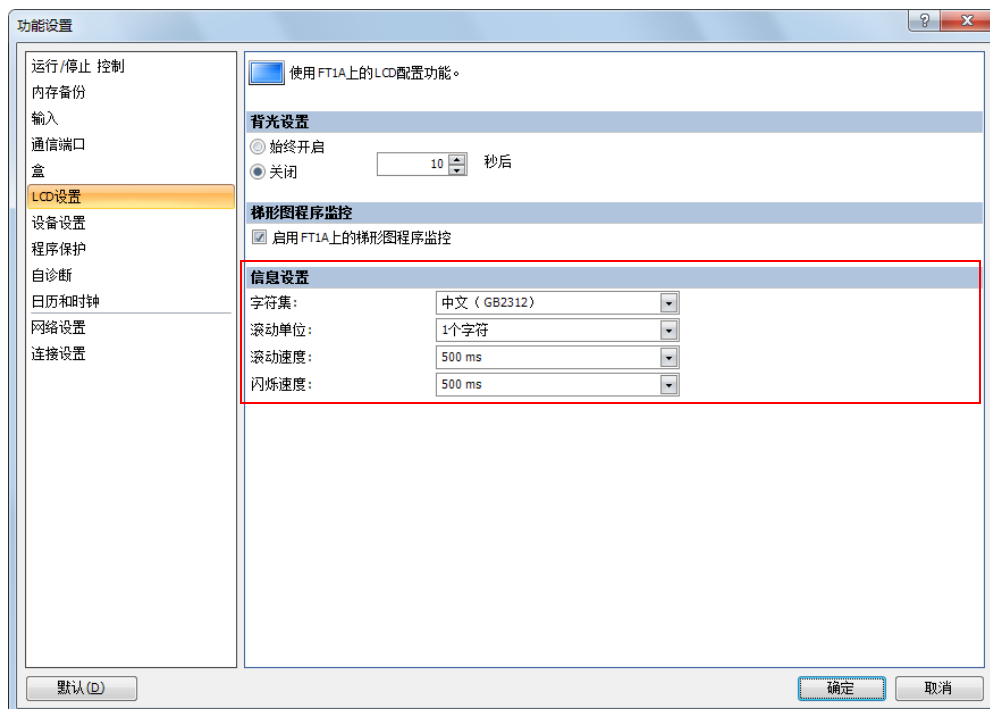 功能设置
运行/停止 控制
内存备份
输入
通信端口
盒
LCD设置
设备设置
程序保护
自诊断
日历和时钟
网络设置
连接设置
使用FT1A上的LCD配置功能。
背光设置
始终开启
关闭 10 秒后
梯形图程序监控
启用FT1A上的梯形图程序监控
信息设置
字符集: 中文（GB2312）
滚动单位: 1个字符
滚动速度: 500 ms
闪烁速度: 500 ms
默认(D) 确定 取消